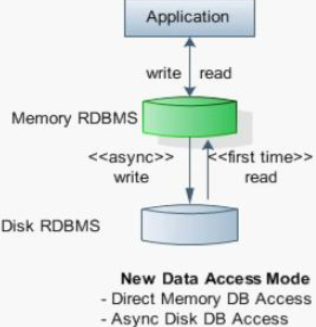 Application
write read
Memory RDBMS
<<async>> <<first time>>
write read
Disk RDBMS
New Data Access Mode
- Direct Memory DB Access
- Async Disk DB Access